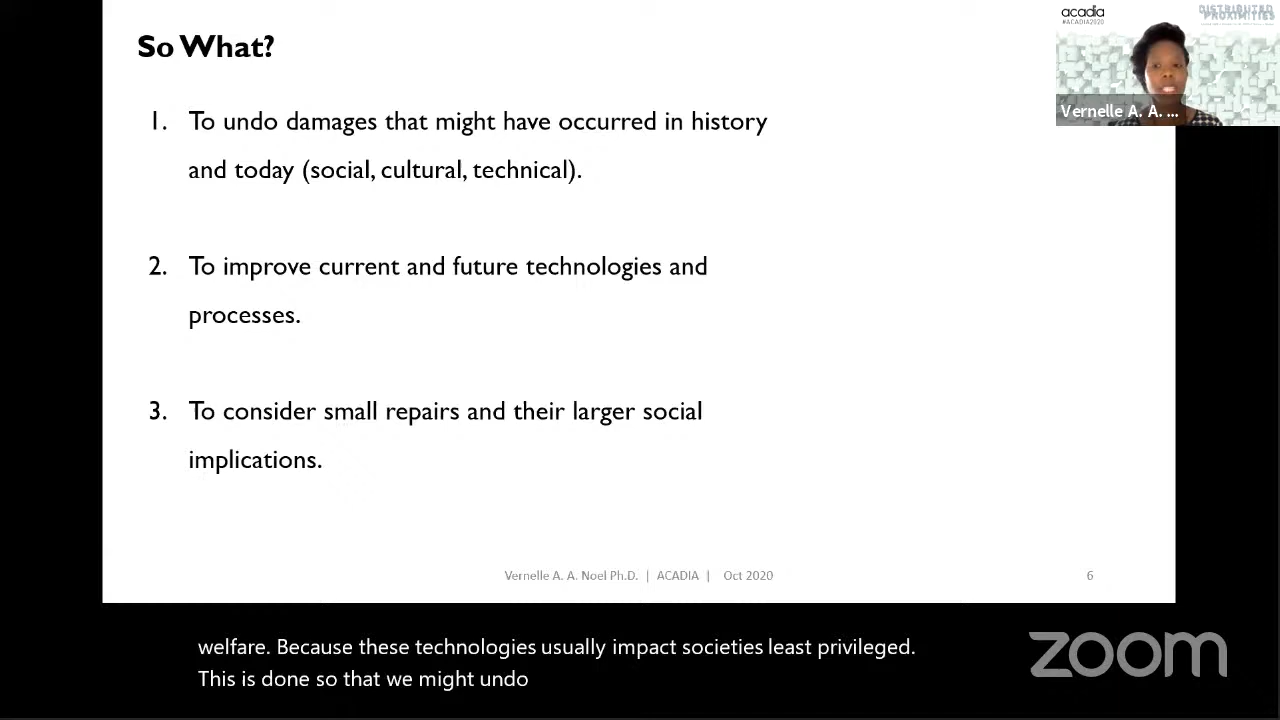 So What?
acadia
#ACADIA2020
DISTRIBUTED
PROXIMITIES
Vernelle A. A. ...
1. To undo damages that might have occurred in history
and today (social, cultural, technical).
2. To improve current and future technologies and
processes.
3. To consider small repairs and their larger social
implications.
Vernelle A. A. Noel Ph.D. | ACADIA | Oct 2020
6
welfare. Because these technologies usually impact societies least privileged.
This is done so that we might undo
zoom